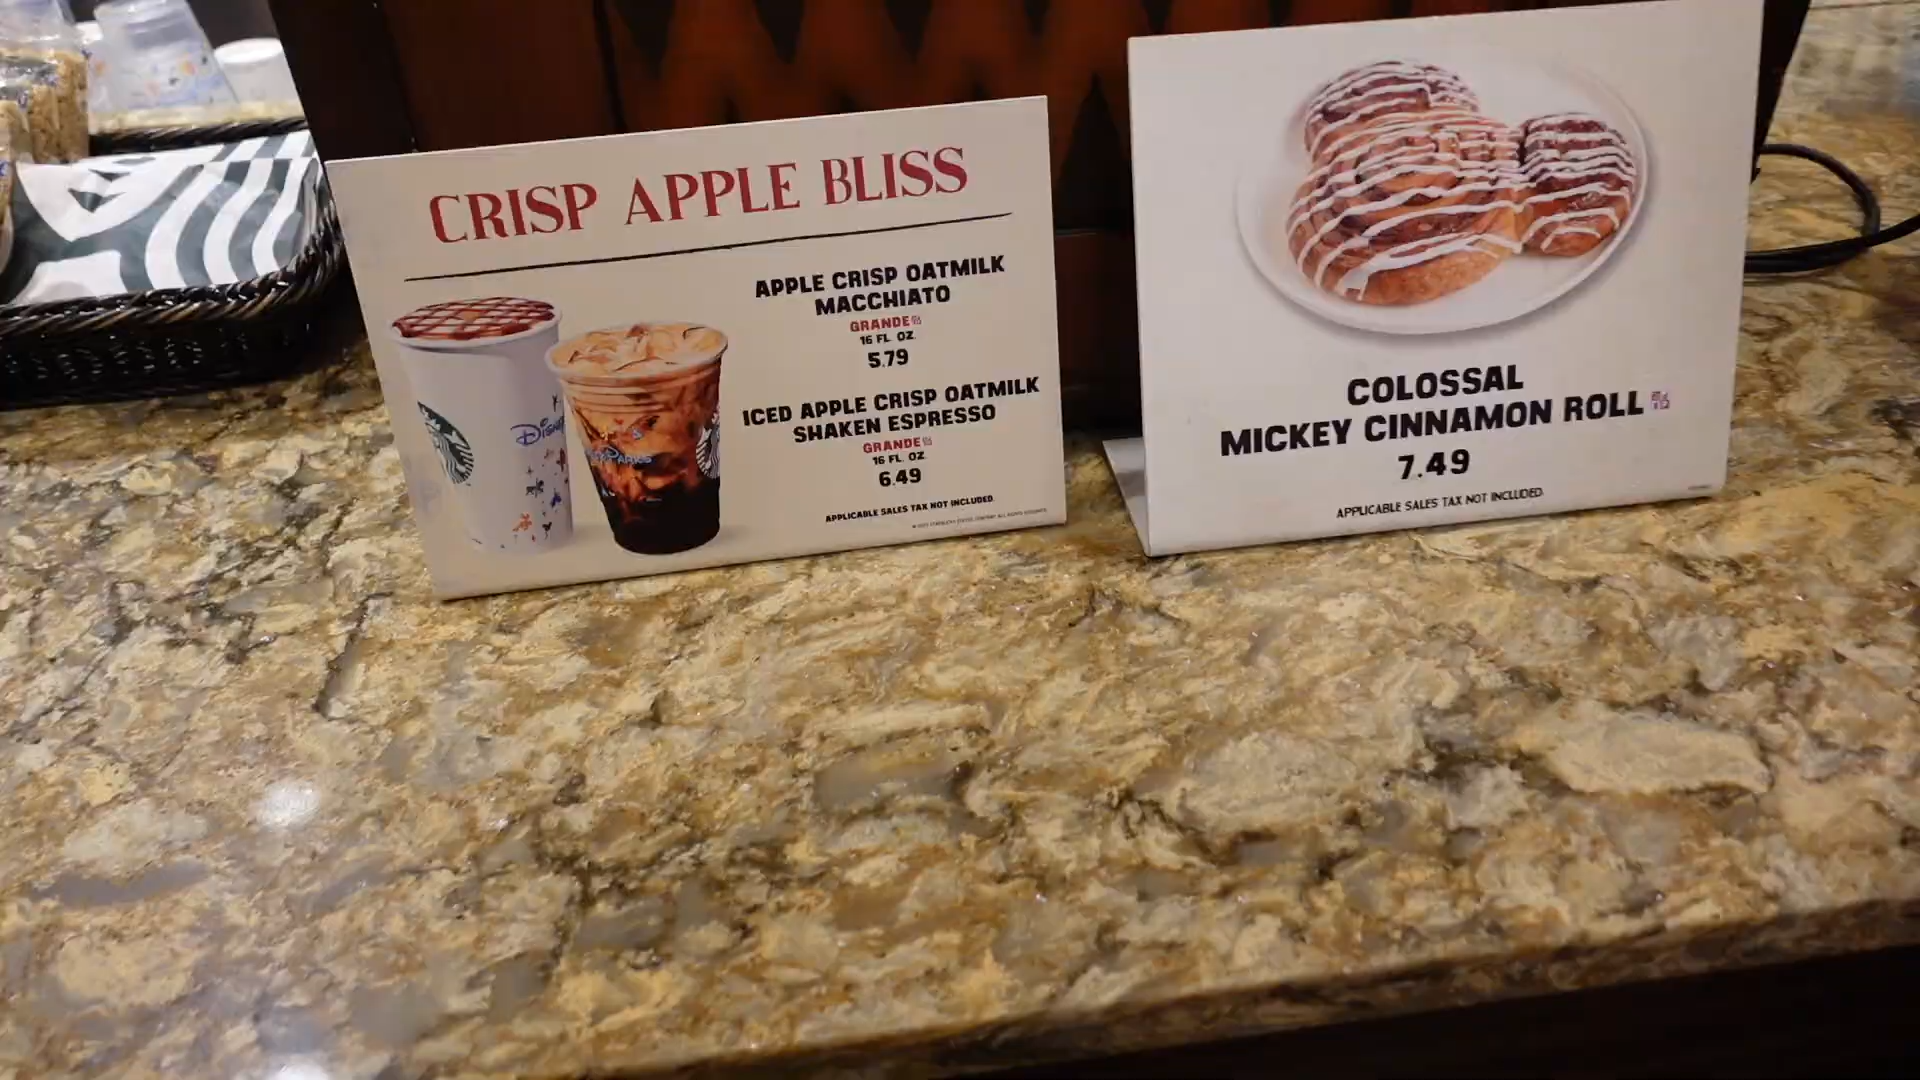 CRISP APPLE BLISS
APPLE CRISP OATMILK
MACCHIATO
GRANDE
16 FL. OZ.
5.79
ICED APPLE CRISP OATMILK
SHAKEN ESPRESSO
GRANDE
16 FL. OZ.
6.49
APPLICABLE SALES TAX NOT INCLUDED.
COLOSSAL
MICKEY CINNAMON ROLL
7.49
APPLICABLE SALES TAX NOT INCLUDED.